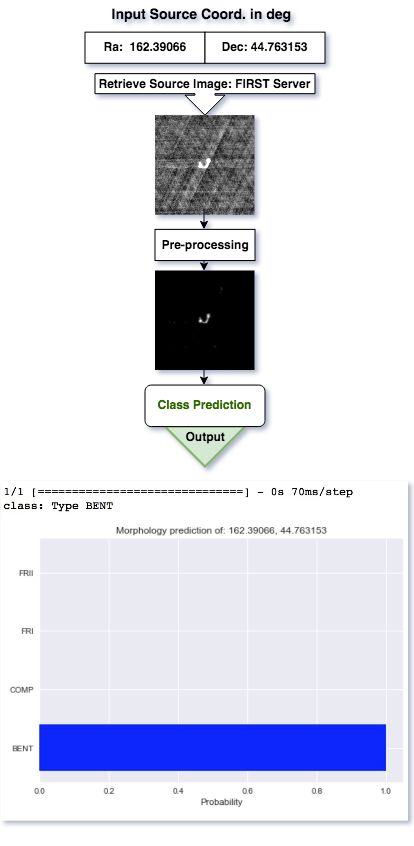 Input Source Coord. in deg
Ra: 162.39066 Dec: 44.763153
Retrieve Source Image: FIRST Server
Pre-processing
Class Prediction
Output
1/1 [==============================] - 0s 70ms/step
class: Type BENT
Morphology prediction of: 162.39066, 44.763153
FRII
FRI
COMP
BENT
0.0 0.2 0.4 0.6 0.8 1.0
Probability